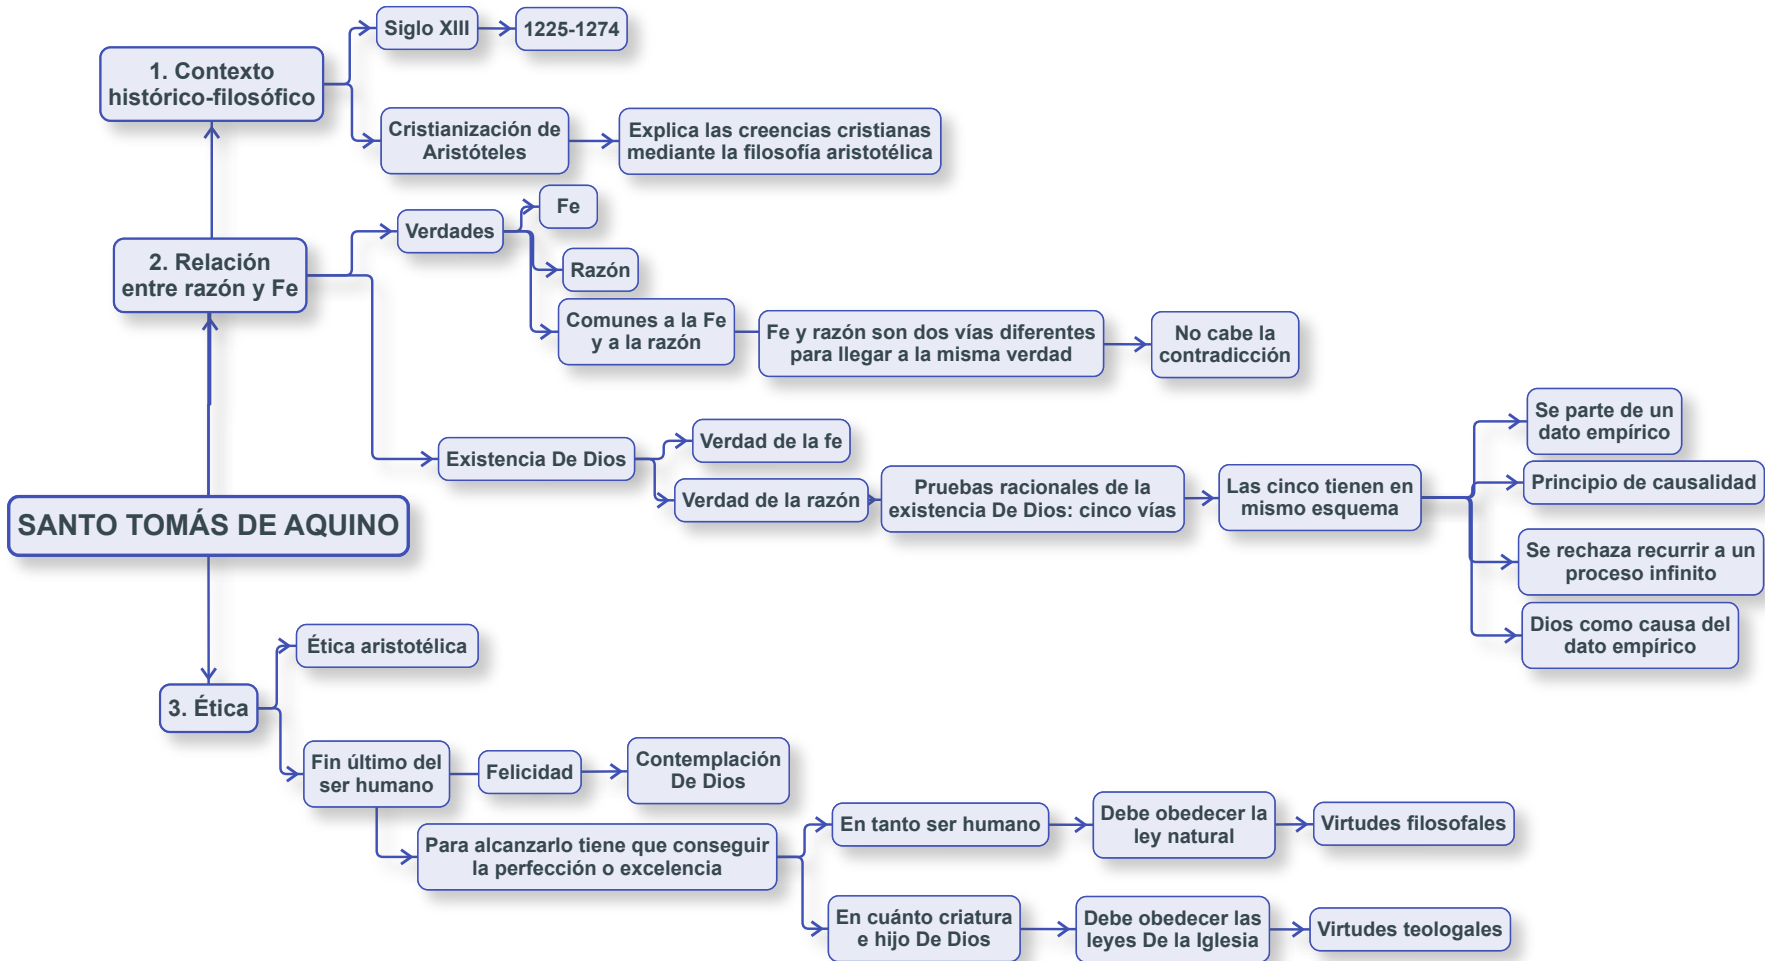 Siglo XIII
1225-1274
1. Contexto
histórico-filosófico
Cristianización de
Aristóteles
Explica las creencias cristianas
mediante la filosofía aristotélica
2. Relación
entre razón y Fe
Verdades
Fe
Razón
Comunes a la Fe
y a la razón
Fe y razón son dos vías diferentes
para llegar a la misma verdad
No cabe la
contradicción
Existencia De Dios
Verdad de la fe
Verdad de la razón
Pruebas racionales de la
existencia De Dios: cinco vías
Las cinco tienen en
mismo esquema
Se parte de un
dato empírico
Principio de causalidad
Se rechaza recurrir a un
proceso infinito
Dios como causa del
dato empírico
SANTO TOMÁS DE AQUINO
3. Ética
Ética aristotélica
Fin último del
ser humano
Felicidad
Contemplación
De Dios
Para alcanzarlo tiene que conseguir
la perfección o excelencia
En tanto ser humano
Debe obedecer la
ley natural
Virtudes filosofales
En cuánto criatura
e hijo De Dios
Debe obedecer las
leyes De la Iglesia
Virtudes teologales